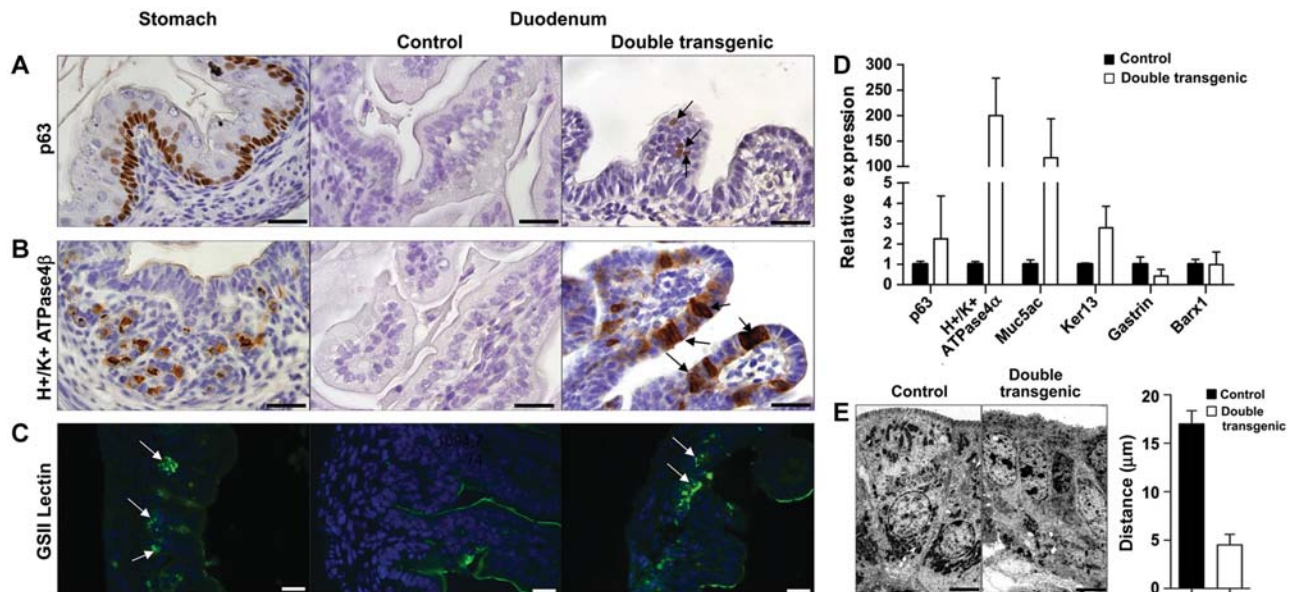 Stomach
Duodenum
Control
Double transgenic
A
p63
B
H+/K+ ATPase4β
C
GSII Lectin
D
Control
Double transgenic
Relative expression
300
250
200
150
100
6
5
4
3
2
1
0
p63
H+/K+
ATPase4α
Muc5ac
Ker13
Gastrin
Barx1
E
Control
Double
transgenic
Control
Double
transgenic
Distance (μm)
20
15
10
5
0